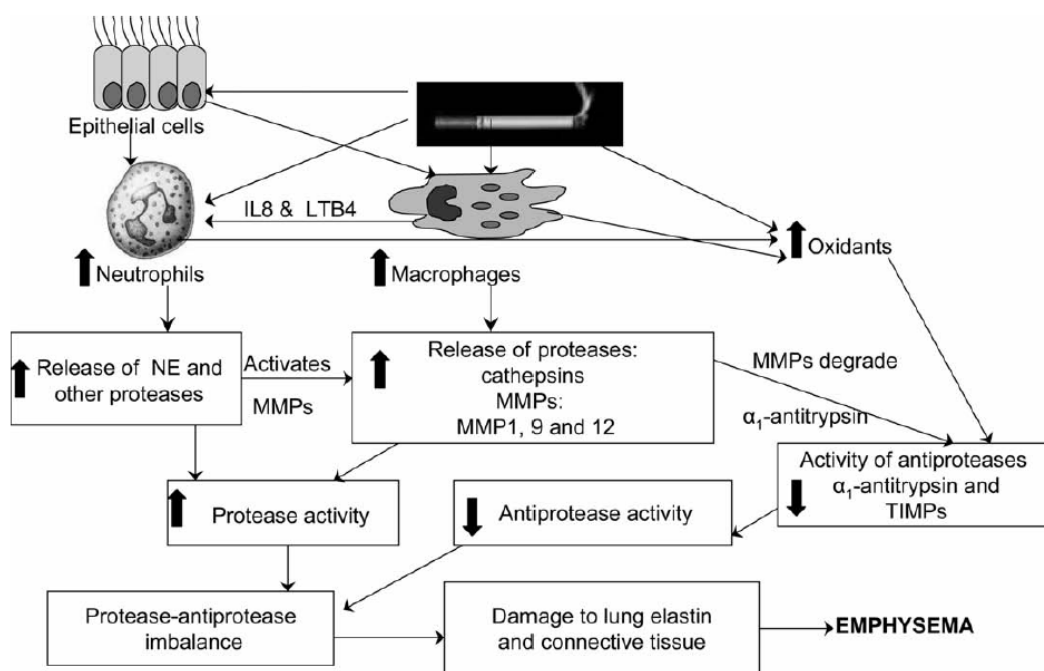 Epithelial cells
IL8 & LTB4
Neutrophils
Macrophages
Oxidants
Release of NE and
other proteases
Activates
MMPs
Release of proteases:
cathepsins
MMPs:
MMP1, 9 and 12
MMPs degrade
α₁-antitrypsin
Activity of antiproteases
α₁-antitrypsin and
TIMPs
Protease activity
Antiprotease activity
Protease-antiprotease
imbalance
Damage to lung elastin
and connective tissue
EMPHYSEMA